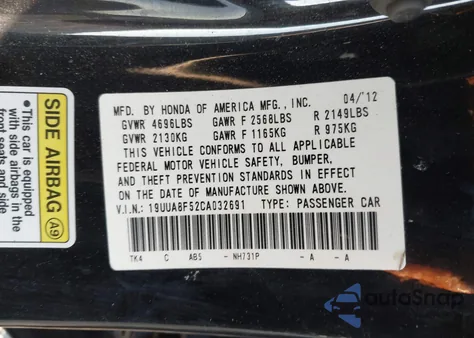 MFD. BY HONDA OF AMERICA MFG., INC. 04/'12
GVWR 4696LBS GAWR F 2568LBS R 2149LBS
GVWR 2130KG GAWR F 1165KG R 975KG
THIS VEHICLE CONFORMS TO ALL APPLICABLE
FEDERAL MOTOR VEHICLE SAFETY, BUMPER,
AND THEFT PREVENTION STANDARDS IN EFFECT
ON THE DATE OF MANUFACTURE SHOWN ABOVE.
V.I.N.: 19UUA8F52CA032691 TYPE: PASSENGER CAR
TK4 C AB5 - NH731P - A - A
SIDE AIRBAG A9
•This car is equipped
with side airbags in the
front seats and side
autoSnap